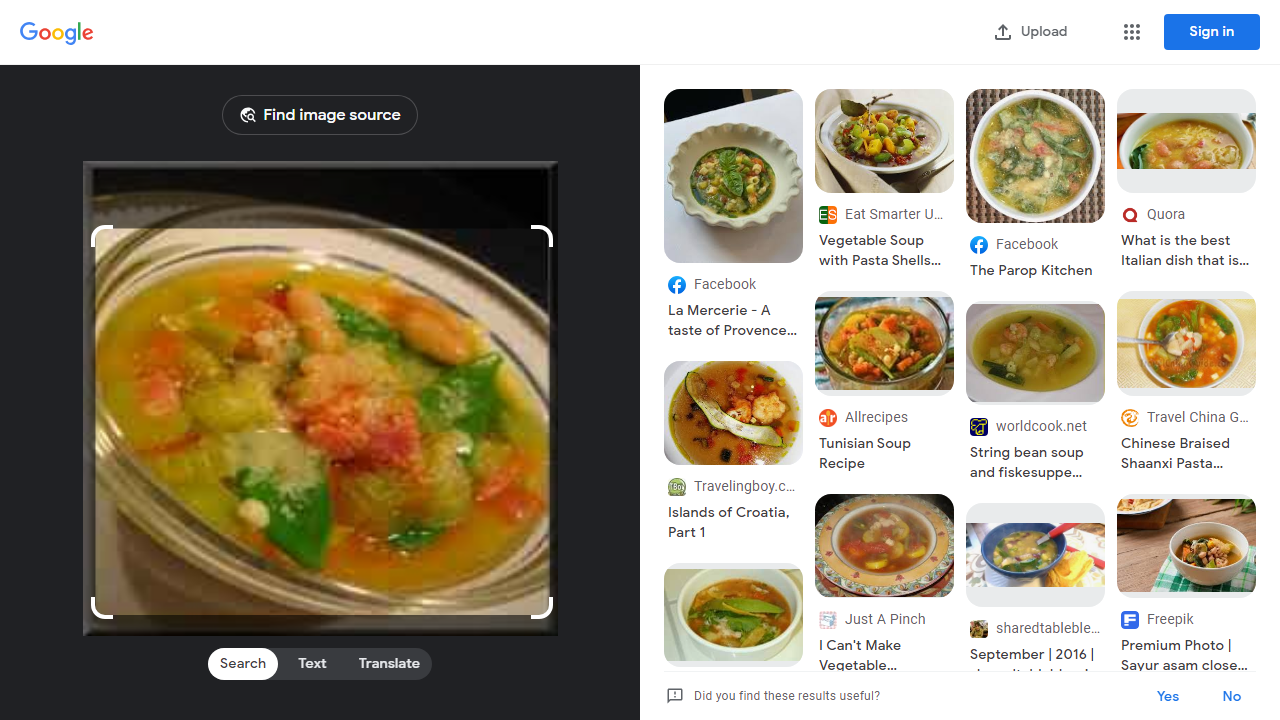 Google
Upload
Sign in
Find image source
Search
Text
Translate
Facebook
La Mercerie - A
taste of Provence...
Travelingboy.c...
Islands of Croatia,
Part 1
Eat Smarter U...
Vegetable Soup
with Pasta Shells...
Allrecipes
Tunisian Soup
Recipe
Just A Pinch
I Can't Make
Vegetable...
Facebook
The Parop Kitchen
worldcook.net
String bean soup
and fiskesuppe...
sharedtableble...
September | 2016 |
Quora
What is the best
Italian dish that is...
Travel China G...
Chinese Braised
Shaanxi Pasta...
Freepik
Premium Photo |
Sayur asam close...
Did you find these results useful?
Yes
No